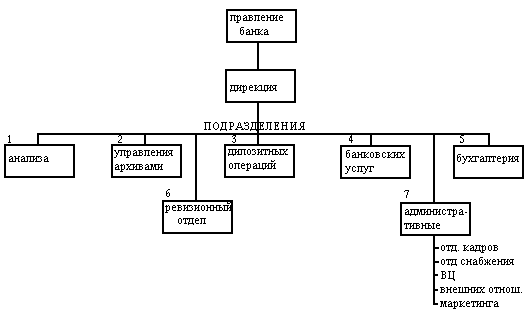 правление
банка
дирекция
ПОДРАЗДЕЛЕНИЯ
1
анализа
2
управления
архивами
3
дипозитных
операций
4
банковских
услуг
5
бухгалтерия
6
ревизионный
отдел
7
администра-
тивные
отд. кадров
отд снабжения
ВЦ
внешних отнош.
маркетинга